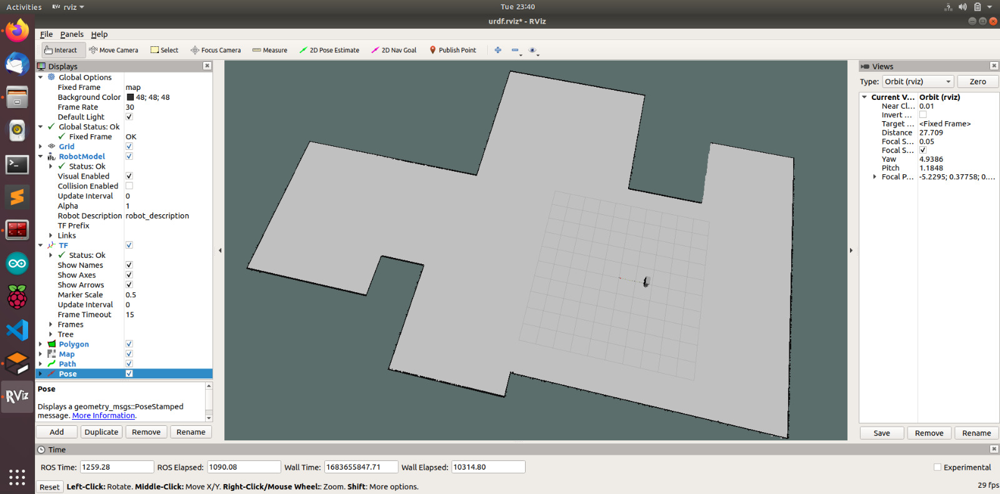 Activities
RViz rviz
Tue 23:40
urdf.rviz* - RViz
File Panels Help
Interact Move Camera Select Focus Camera Measure 2D Pose Estimate 2D Nav Goal Publish Point
Displays
Global Options
Fixed Frame map
Background Color 48; 48; 48
Frame Rate 30
Default Light
Global Status: Ok
Fixed Frame OK
Grid
RobotModel
Status: Ok
Visual Enabled
Collision Enabled
Update Interval 0
Alpha 1
Robot Description robot_description
TF Prefix
Links
TF
Status: Ok
Show Names
Show Axes
Show Arrows
Marker Scale 0.5
Update Interval 0
Frame Timeout 15
Frames
Tree
Polygon
Map
Path
Pose
Pose
Displays a geometry_msgs::PoseStamped
message. More Information.
Add Duplicate Remove Rename
Views
Type: Orbit (rviz) Zero
Current V... Orbit (rviz)
Near Cl... 0.01
Invert ...
Target ... <Fixed Frame>
Distance 27.709
Focal S... 0.05
Focal S...
Yaw 4.9386
Pitch 1.1848
Focal P... -5.2295; 0.37758; 0....
Save Remove Rename
RViz
Time
ROS Time: 1259.28 ROS Elapsed: 1090.08 Wall Time: 1683655847.71 Wall Elapsed: 10314.80 Experimental
Reset Left-Click: Rotate. Middle-Click: Move X/Y. Right-Click/Mouse Wheel:: Zoom. Shift: More options. 29 fps